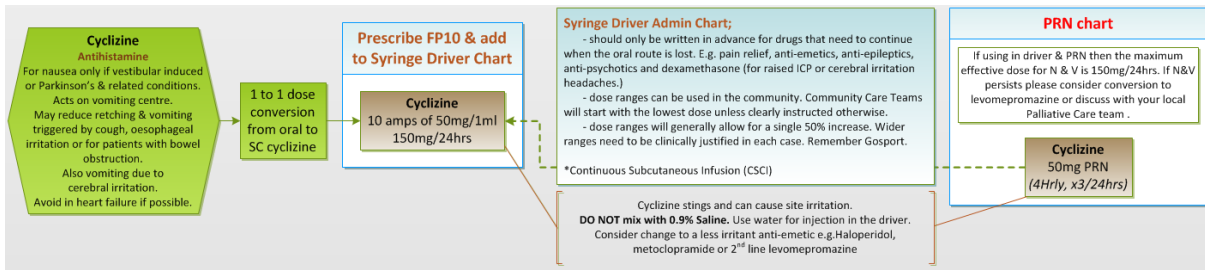 Cyclizine
Antihistamine
For nausea only if vestibular induced
or Parkinson's & related conditions.
Acts on vomiting centre.
May reduce retching & vomiting
triggered by cough, oesophageal
irritation or for patients with bowel
obstruction.
Also vomiting due to
cerebral irritation.
Avoid in heart failure if possible.
1 to 1 dose
conversion
from oral to
SC cyclizine
Prescribe FP10 & add
to Syringe Driver Chart
Cyclizine
10 amps of 50mg/1ml
150mg/24hrs
Syringe Driver Admin Chart;
- should only be written in advance for drugs that need to continue
when the oral route is lost. E.g. pain relief, anti-emetics, anti-epileptics,
anti-psychotics and dexamethasone (for raised ICP or cerebral irritation
headaches.)
- dose ranges can be used in the community. Community Care Teams
will start with the lowest dose unless clearly instructed otherwise.
- dose ranges will generally allow for a single 50% increase. Wider
ranges need to be clinically justified in each case. Remember Gosport.
*Continuous Subcutaneous Infusion (CSCI)
PRN chart
If using in driver & PRN then the maximum
effective dose for N & V is 150mg/24hrs. If N&V
persists please consider conversion to
levomepromazine or discuss with your local
Palliative Care team .
Cyclizine
50mg PRN
(4Hrly, x3/24hrs)
Cyclizine stings and can cause site irritation.
DO NOT mix with 0.9% Saline. Use water for injection in the driver.
Consider change to a less irritant anti-emetic e.g.Haloperidol,
metoclopramide or 2nd line levomepromazine